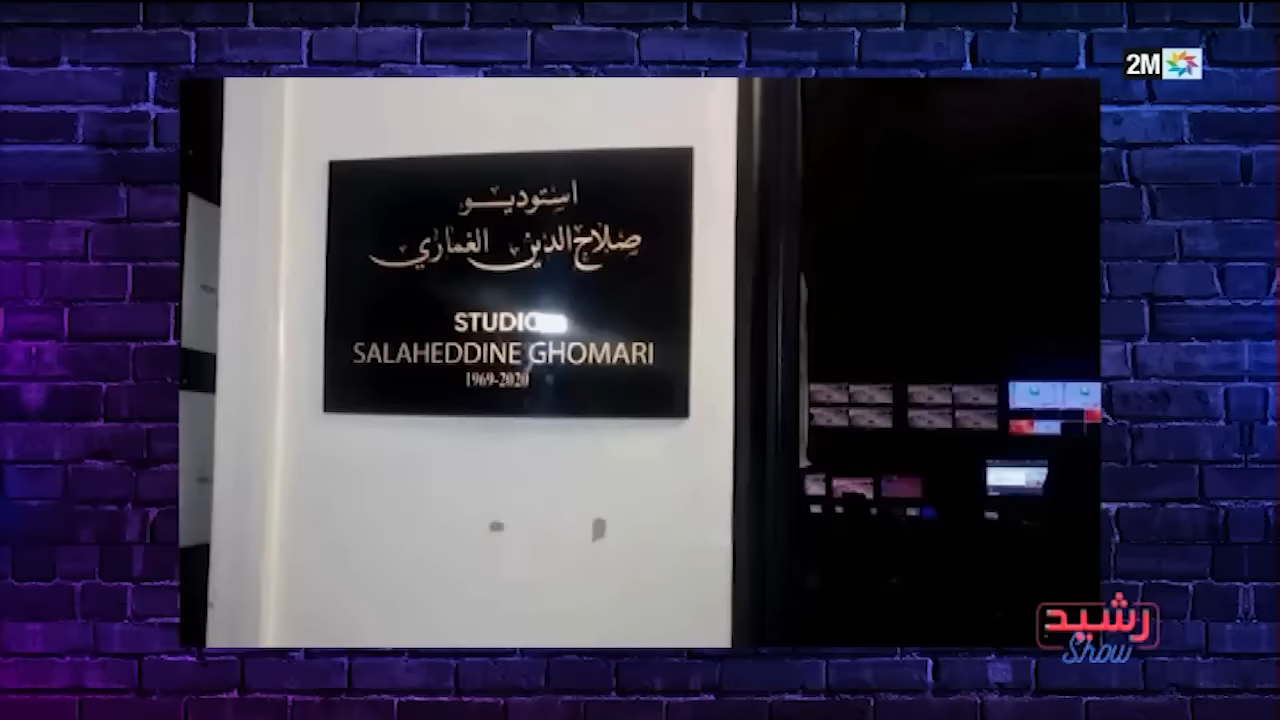 2M
استوديو
صلاح الدين الغماري
STUDIO
SALAHEDDINE GHOMARI
1969-2020
رشيد
Show